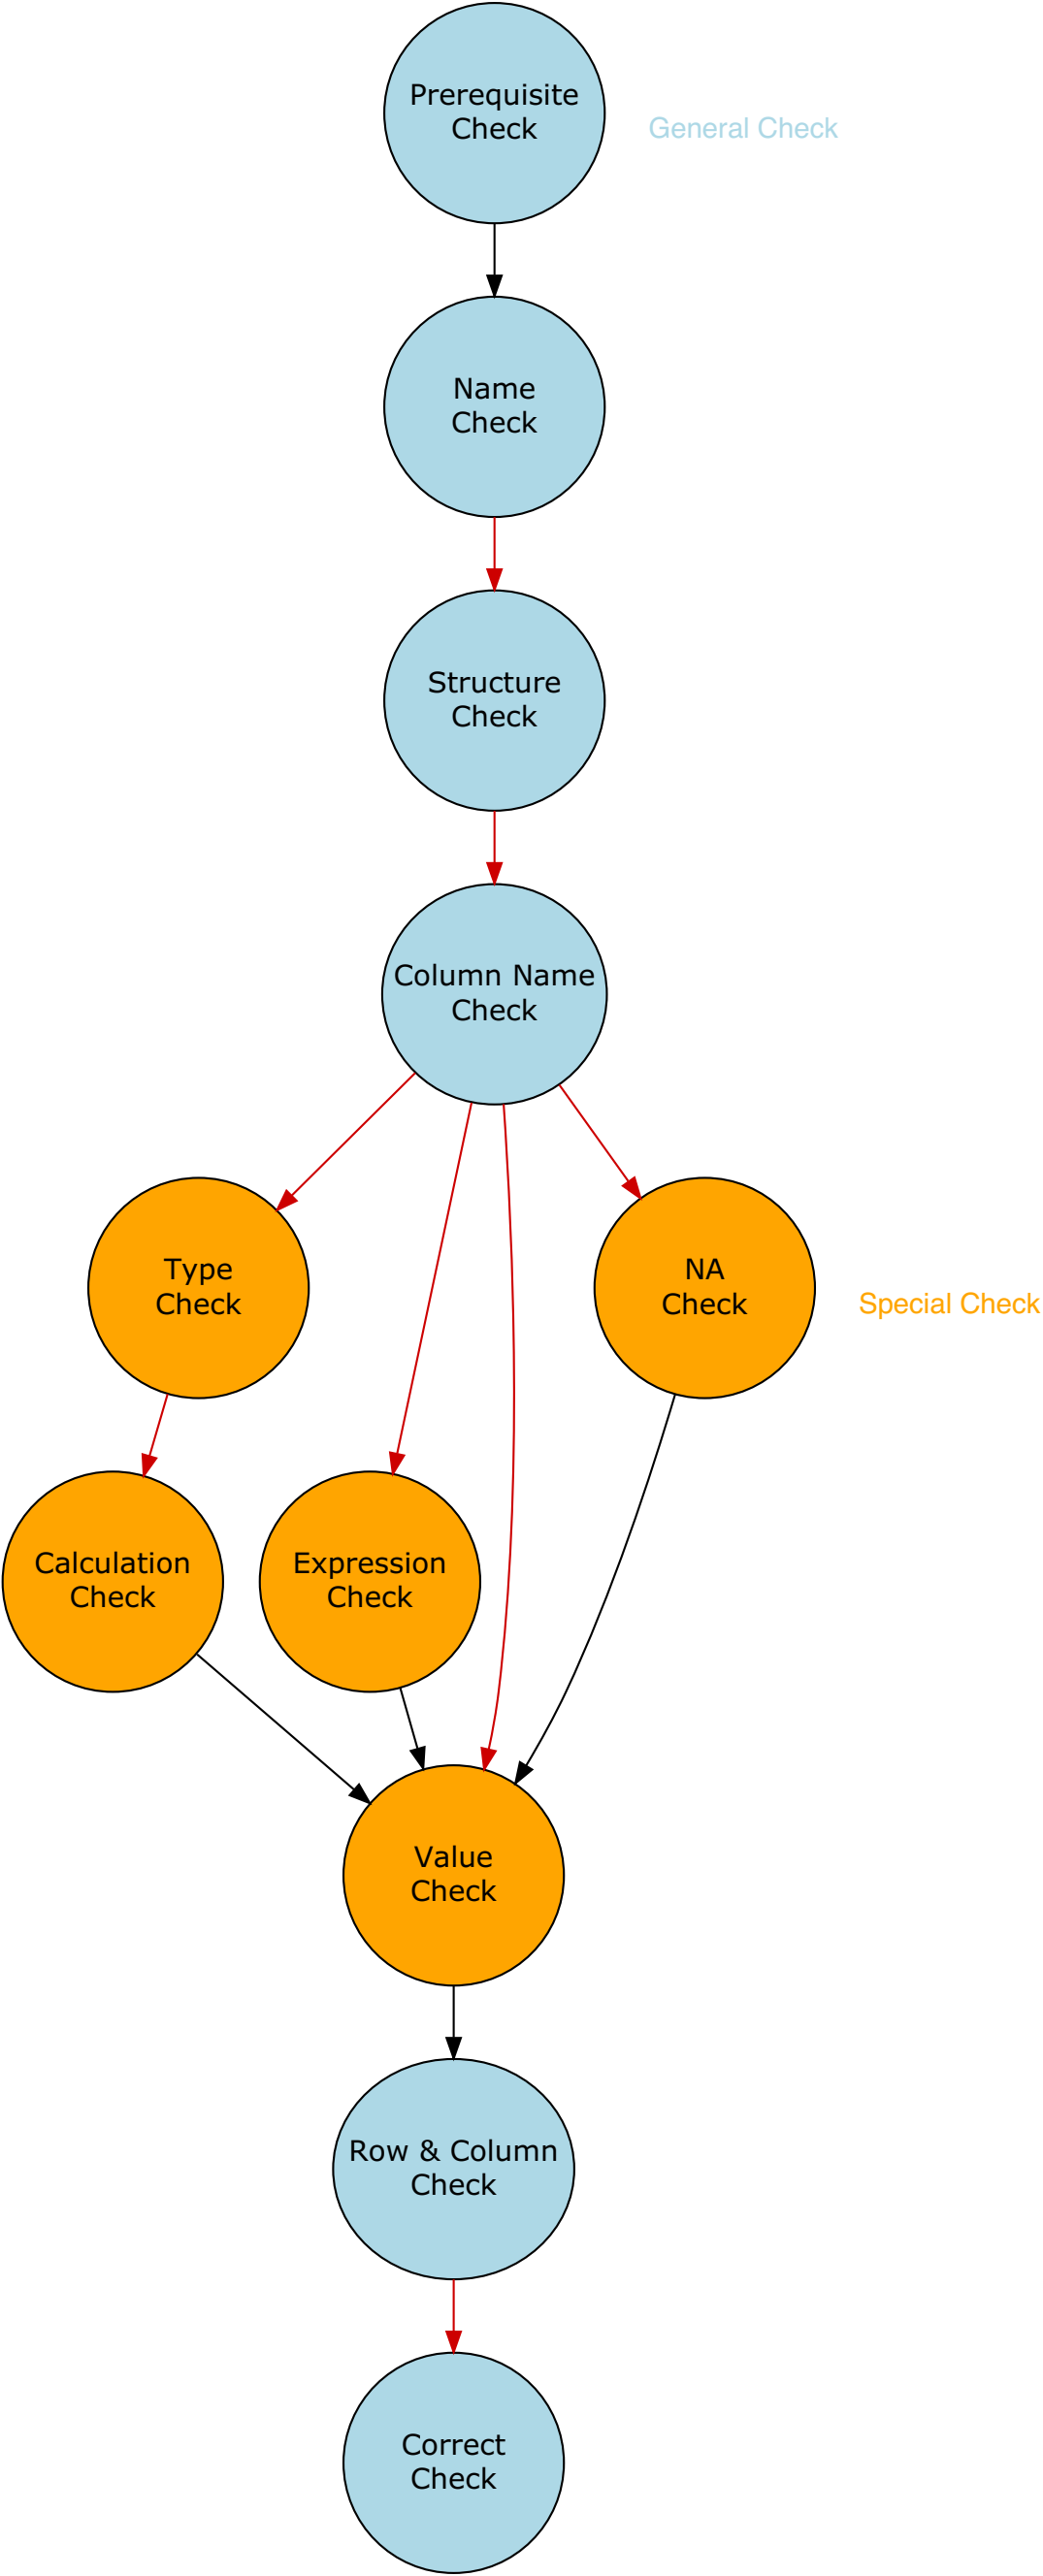 Prerequisite
Check
General Check
Name
Check
Structure
Check
Column Name
Check
Type
Check
NA
Check
Special Check
Calculation
Check
Expression
Check
Value
Check
Row & Column
Check
Correct
Check